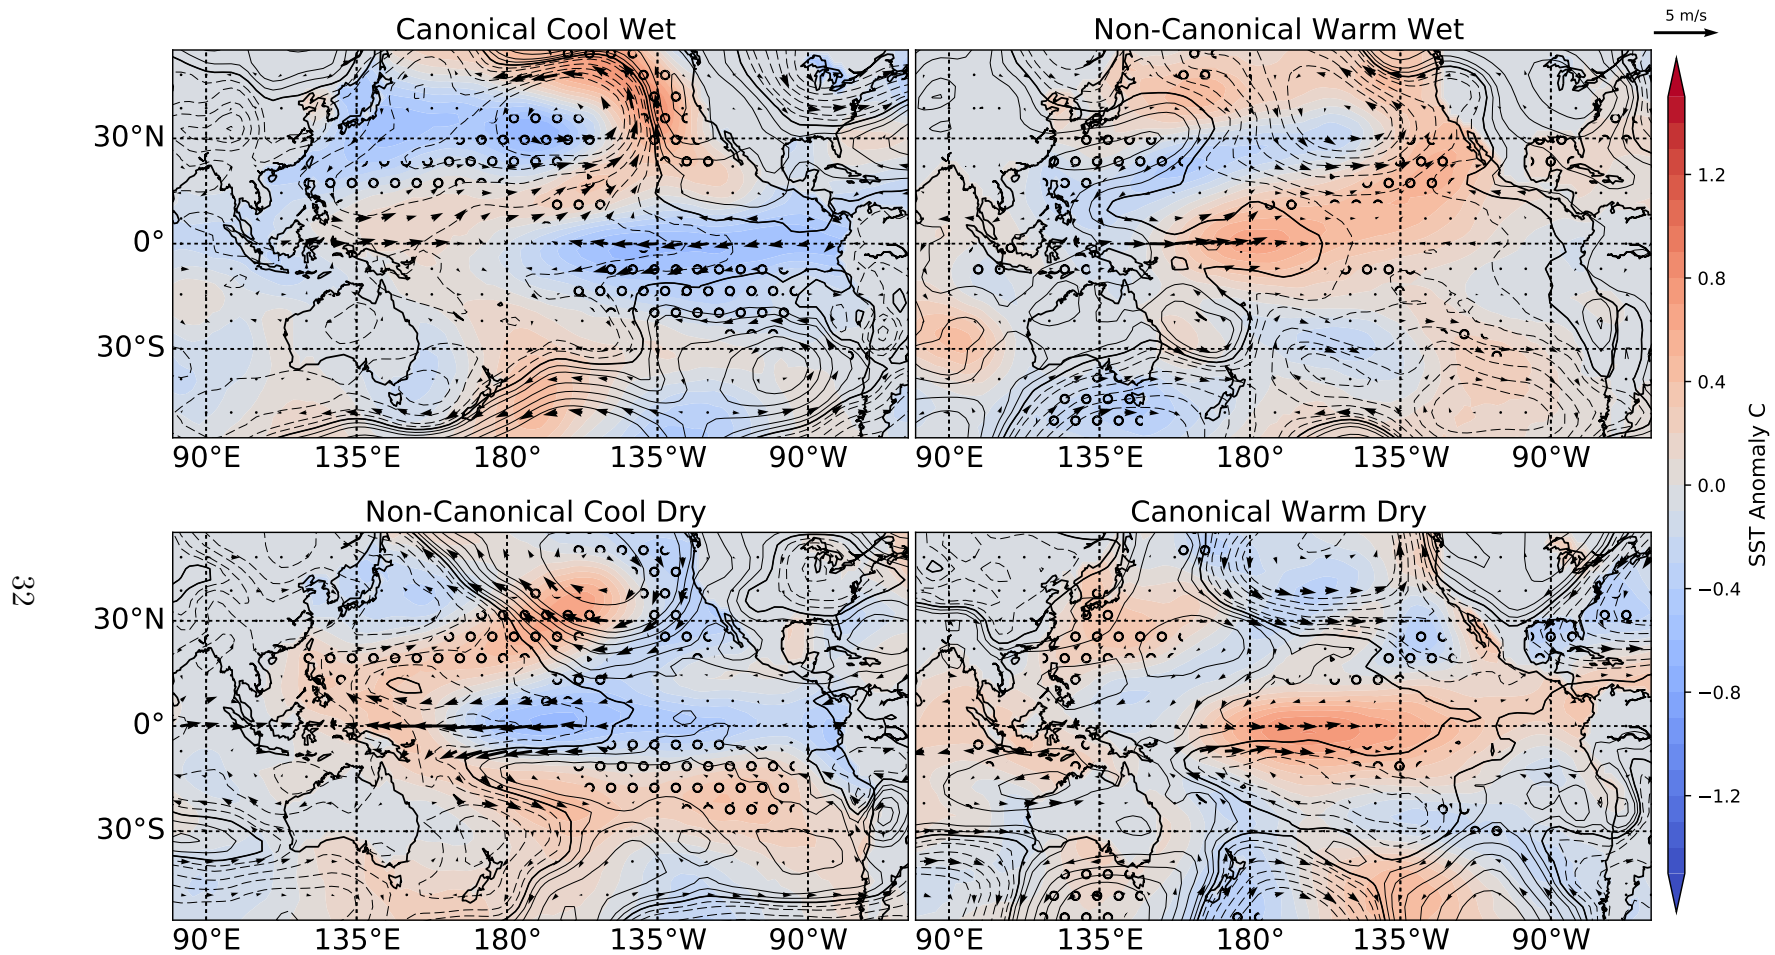 Canonical Cool Wet
Non-Canonical Warm Wet
5 m/s
30°N
0°
30°S
90°E 135°E 180° 135°W 90°W
90°E 135°E 180° 135°W 90°W
Non-Canonical Cool Dry
Canonical Warm Dry
30°N
0°
30°S
90°E 135°E 180° 135°W 90°W
90°E 135°E 180° 135°W 90°W
1.2
0.8
0.4
0.0
−0.4
−0.8
−1.2
SST Anomaly C
32